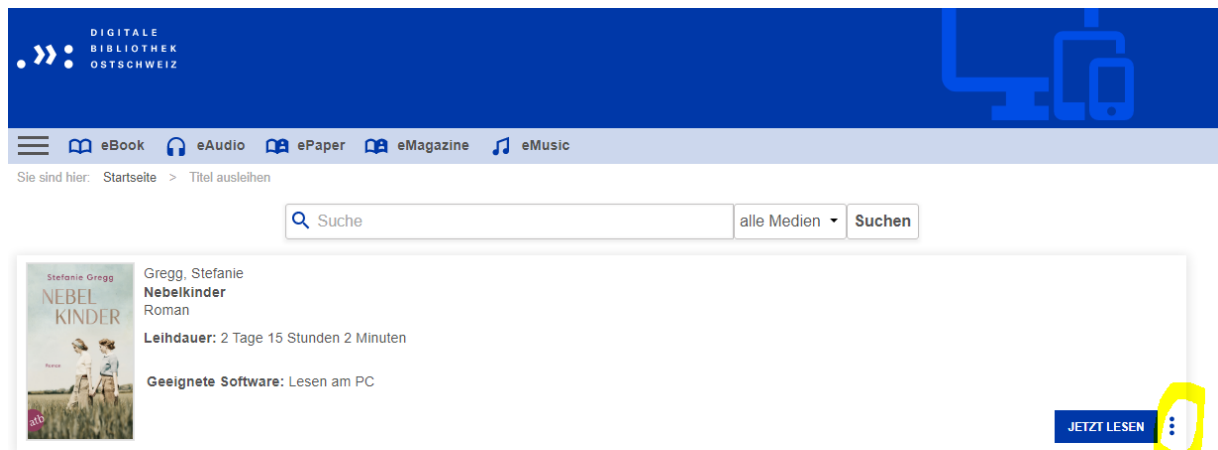 DIGITALE
BIBLIOTHEK
OSTSCHWEIZ
eBook eAudio ePaper eMagazine eMusic
Sie sind hier: Startseite > Titel ausleihen
Suche alle Medien Suchen
Stefanie Gregg
NEBEL
KINDER
Roman
atb
Gregg, Stefanie
Nebelkinder
Roman
Leihdauer: 2 Tage 15 Stunden 2 Minuten
Geeignete Software: Lesen am PC
JETZT LESEN